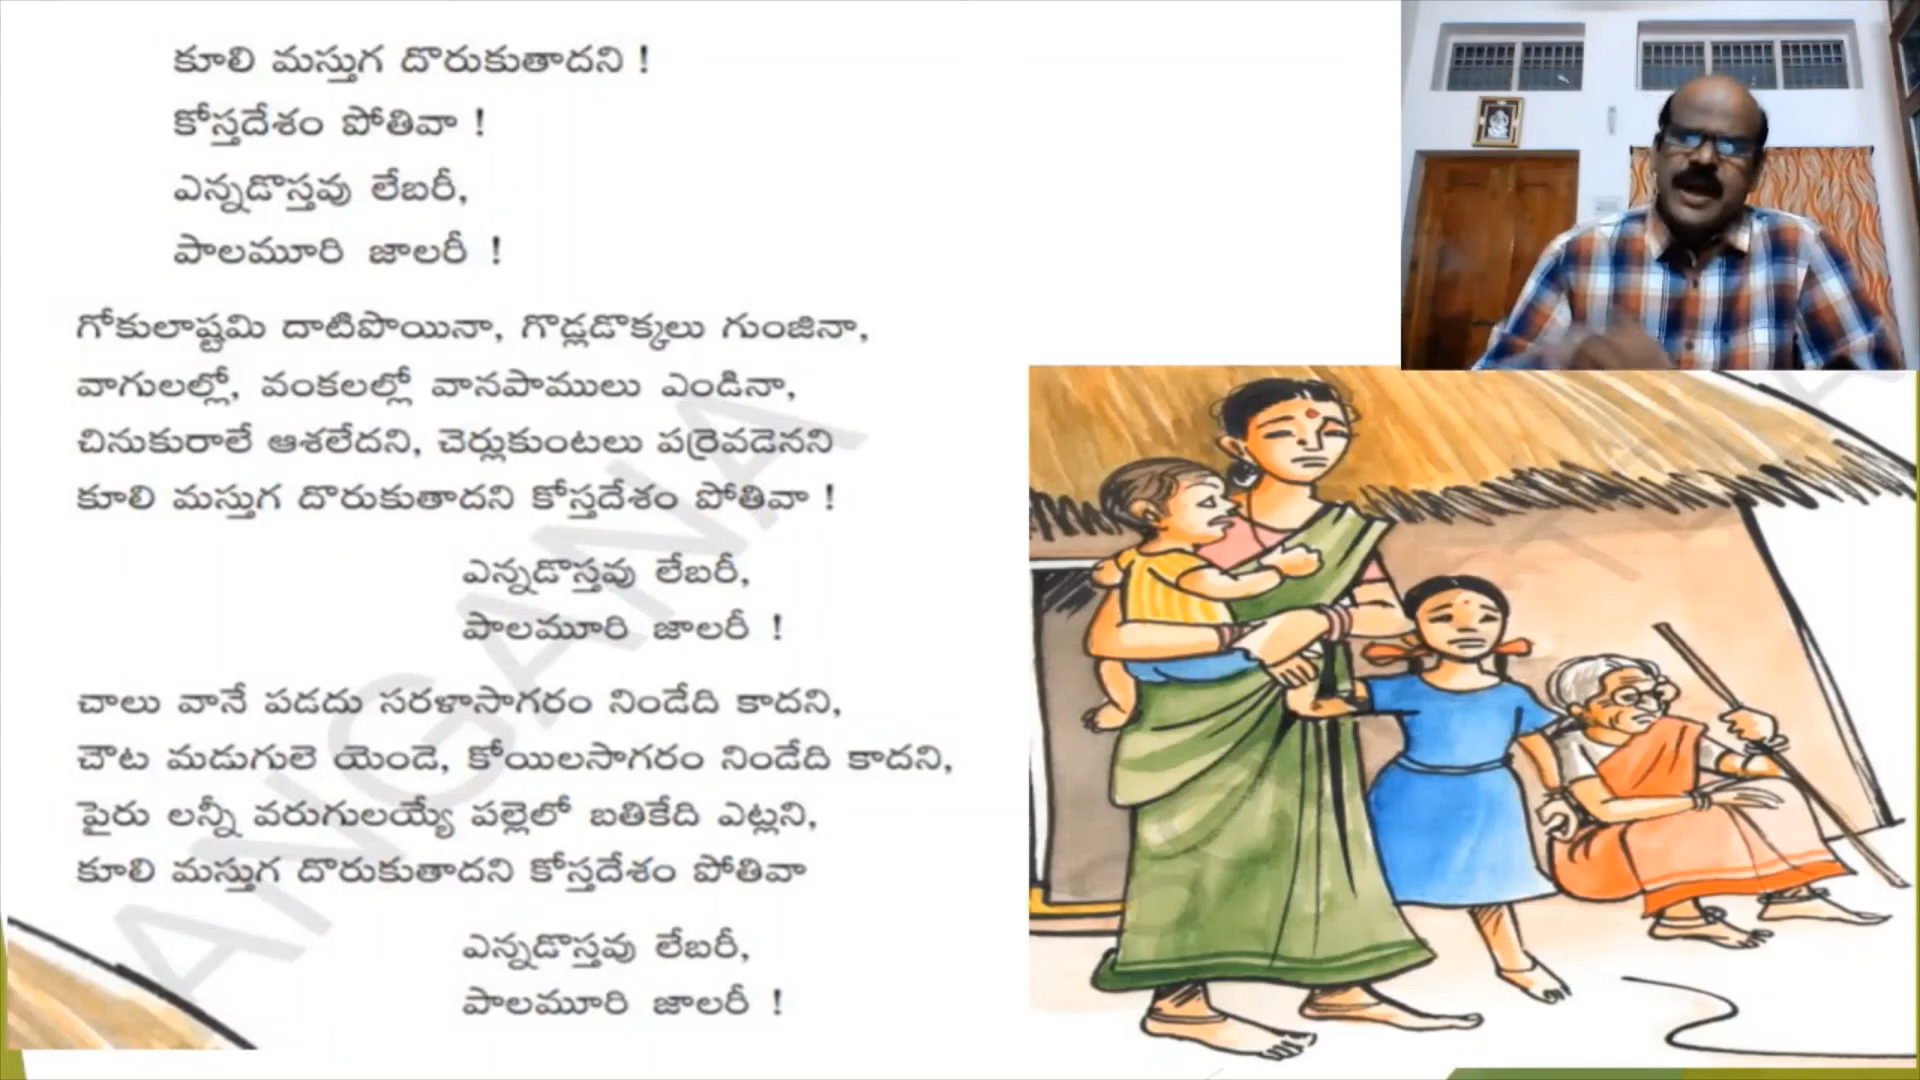 కూలి మస్తుగ దొరుకుతాదని !
కోస్తదేశం పోతివా !
ఎన్నడొస్తవు లేబరీ,
పాలమూరి జాలరీ !
గోకులాష్టమి దాటిపొయినా, గొడ్లడొక్కలు గుంజినా,
వాగులల్లో, వంకలల్లో వానపాములు ఎండినా,
చినుకురాలే ఆశలేదని, చెర్లుకుంటలు పర్రెవడెనని
కూలి మస్తుగ దొరుకుతాదని కోస్తదేశం పోతివా !
ఎన్నడొస్తవు లేబరీ,
పాలమూరి జాలరీ !
చాలు వానే పడదు సరళాసాగరం నిండేది కాదని,
చౌట మడుగులె యెండె, కోయిలసాగరం నిండేది కాదని,
పైరు లన్నీ వరుగులయ్యే పల్లెలో బతికేది ఎట్లని,
కూలి మస్తుగ దొరుకుతాదని కోస్తదేశం పోతివా
ఎన్నడొస్తవు లేబరీ,
పాలమూరి జాలరీ !
ANGANA